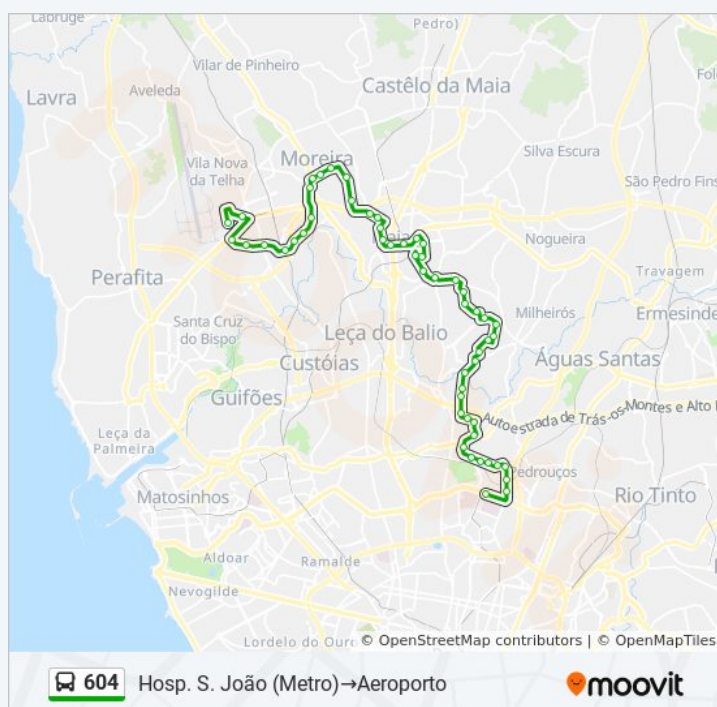 Labruge
Pedro)
Vilar de Pinheiro
Castêlo da Maia
Aveleda
Lavra
Fol
Silva Escura
Moreira
Vila Nova
da Telha
São Pedro Fins
Nogueira
Perafita
Travagem
Milheirós
Ermesinde
Santa Cruz
do Bispo
Leça do Balio
Custóias
Águas Santas
Guifões
Autoestrada de Trás-os-Montes e Alto
Leça da
Palmeira
Pedrouços
Matosinhos
Rio Tinto
Aldoar
Ramalde
Nevogilde
Lordelo do Ouro
© OpenStreetMap contributors | © OpenMapTiles
604 Hosp. S. João (Metro)→Aeroporto
moovit